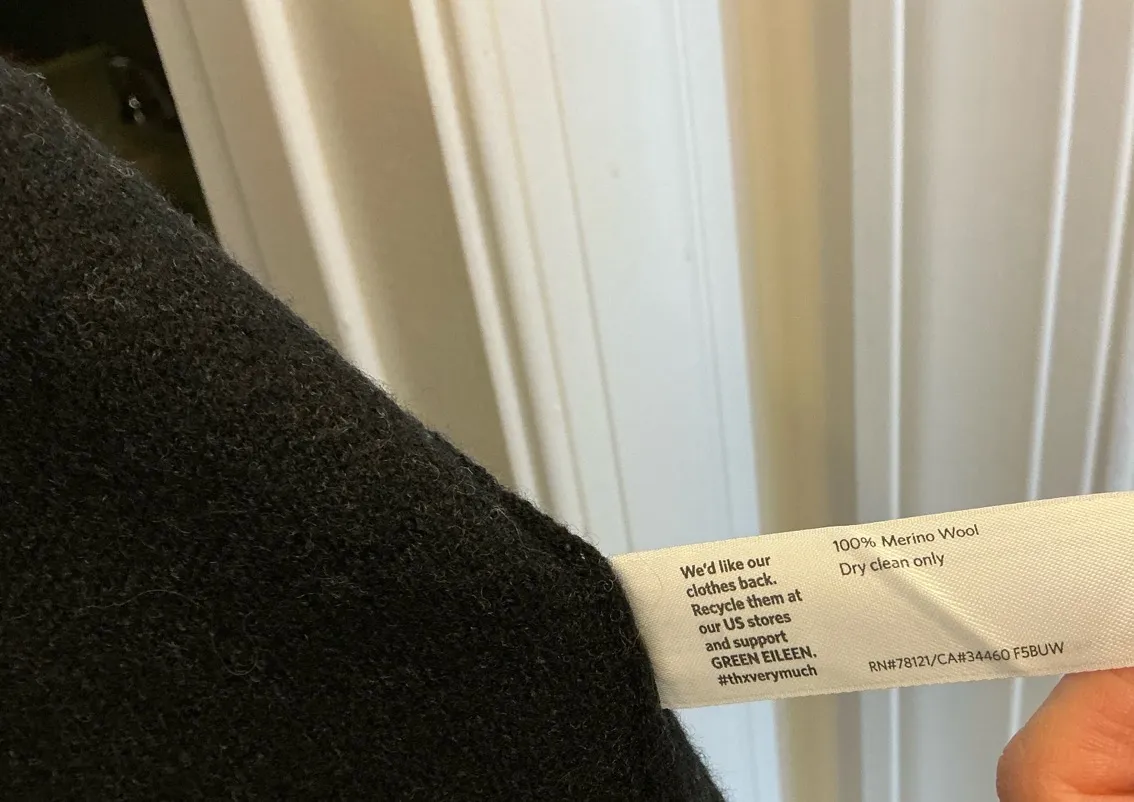 We'd like our
clothes back.
Recycle them at
our US stores
and support
GREEN EILEEN.
#thxverymuch
100% Merino Wool
Dry clean only
RN#78121/CA#34460 F5BUW